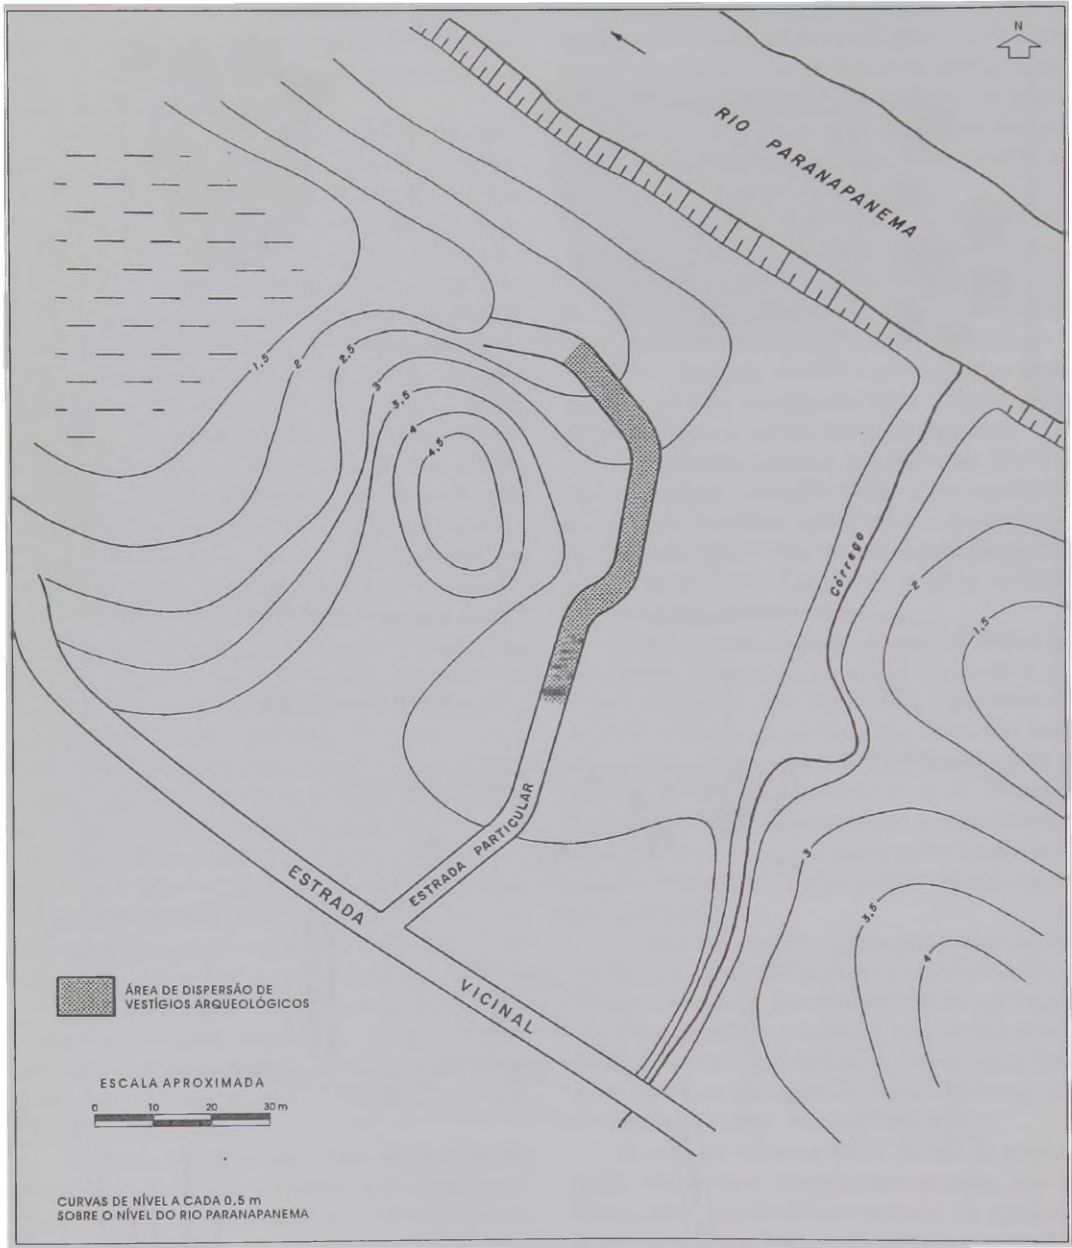 N
RIO PARANAPANEMA
1,5
2
2,5
3
3,5
4
4,5
Córrego
2
1,5
ESTRADA PARTICULAR
3
3,5
4
ESTRADA
VICINAL
ÁREA DE DISPERSÃO DE
VESTÍGIOS ARQUEOLÓGICOS
ESCALA APROXIMADA
0 10 20 30 m
CURVAS DE NÍVEL A CADA 0,5 m
SOBRE O NÍVEL DO RIO PARANAPANEMA